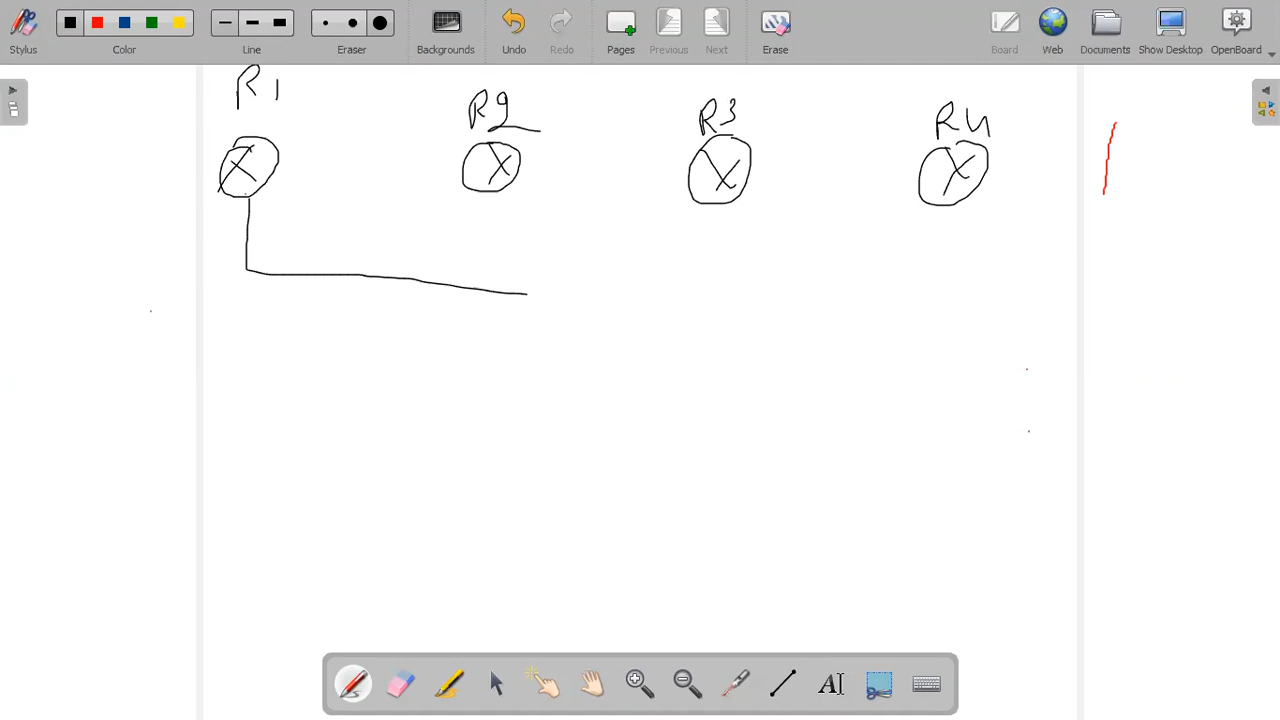 Stylus
Color
Line
Eraser
Backgrounds
Undo
Redo
Pages
Previous
Next
Erase
Board
Web
Documents
Show Desktop
OpenBoard
R1
R2
R3
R4